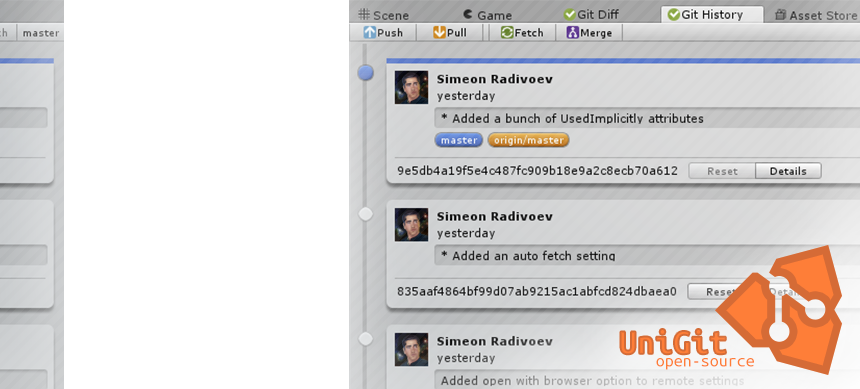 ch master
Scene Game Git Diff Git History Asset Store
Push Pull Fetch Merge
Simeon Radivoev
yesterday
* Added a bunch of UsedImplicitly attributes
master origin/master
9e5db4a19f5e4c487fc909b18e9a2c8ecb70a612 Reset Details
Simeon Radivoev
yesterday
* Added an auto fetch setting
835aaf4864bf99d07ab9215ac1abfcd824dbaea0 Reset Details
Simeon Radivoev
yesterday
Added open with browser option to remote settings
UniGit
open-source